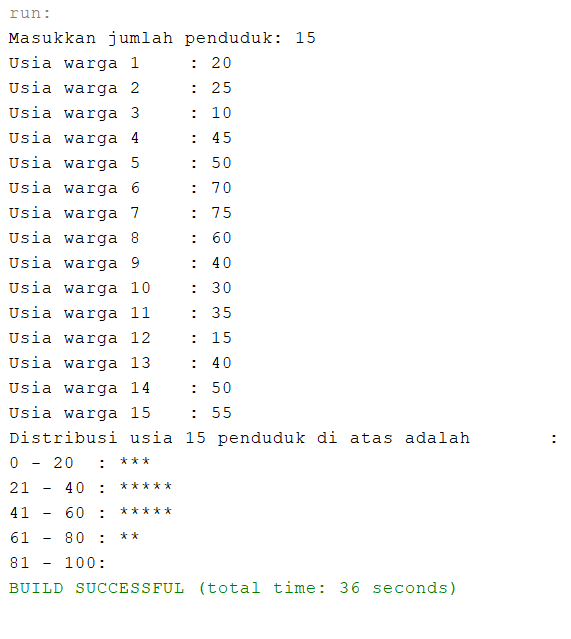 run:
Masukkan jumlah penduduk: 15
Usia warga 1    : 20
Usia warga 2    : 25
Usia warga 3    : 10
Usia warga 4    : 45
Usia warga 5    : 50
Usia warga 6    : 70
Usia warga 7    : 75
Usia warga 8    : 60
Usia warga 9    : 40
Usia warga 10   : 30
Usia warga 11   : 35
Usia warga 12   : 15
Usia warga 13   : 40
Usia warga 14   : 50
Usia warga 15   : 55
Distribusi usia 15 penduduk di atas adalah       :
0 - 20  : ***
21 - 40 : *****
41 - 60 : *****
61 - 80 : **
81 - 100:
BUILD SUCCESSFUL (total time: 36 seconds)